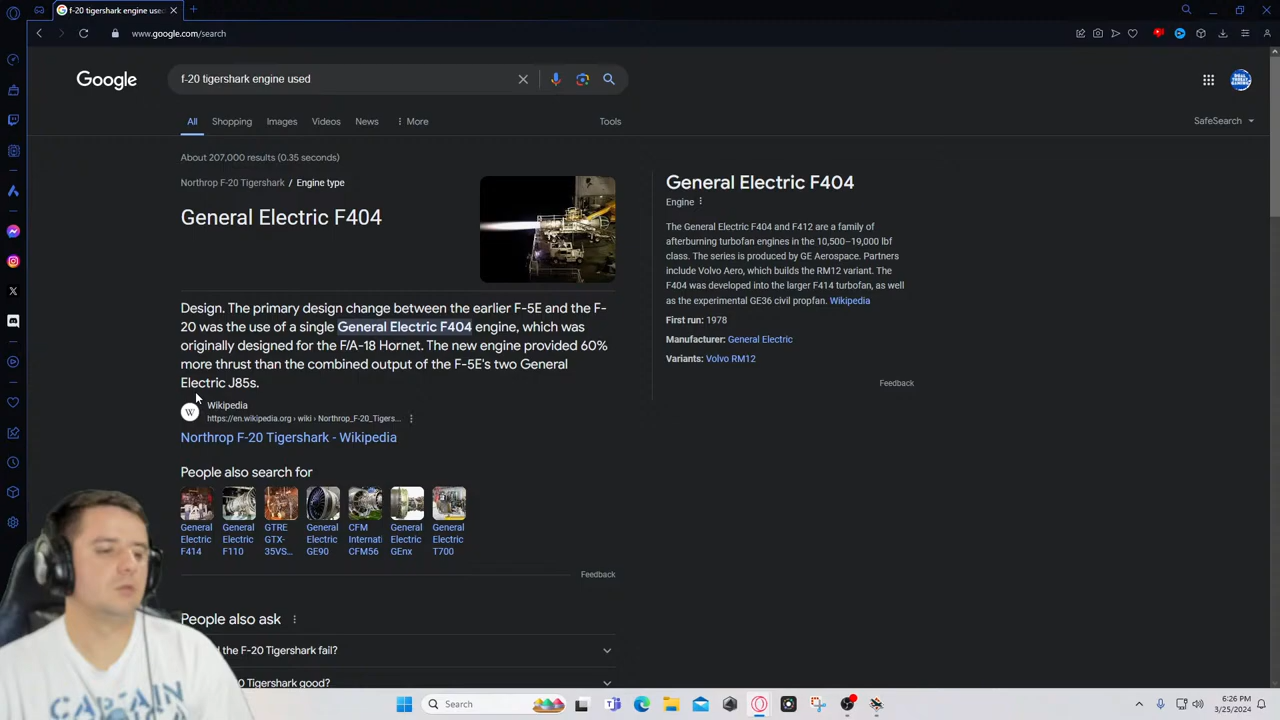 f-20 tigershark engine used
www.google.com/search
Google
f-20 tigershark engine used
All
Shopping
Images
Videos
News
More
Tools
SafeSearch
About 207,000 results (0.35 seconds)
Northrop F-20 Tigershark / Engine type
General Electric F404
Design. The primary design change between the earlier F-5E and the F-
20 was the use of a single General Electric F404 engine, which was
originally designed for the F/A-18 Hornet. The new engine provided 60%
more thrust than the combined output of the F-5E's two General
Electric J85s.
Wikipedia
https://en.wikipedia.org › wiki › Northrop_F-20_Tigers...
Northrop F-20 Tigershark - Wikipedia
People also search for
General
Electric
F414
General
Electric
F110
GTRE
GTX-
35VS...
General
Electric
GE90
CFM
Internati
CFM56
General
Electric
GEnx
General
Electric
T700
Feedback
People also ask
the F-20 Tigershark fail?
20 Tigershark good?
General Electric F404
Engine
The General Electric F404 and F412 are a family of
afterburning turbofan engines in the 10,500–19,000 lbf
class. The series is produced by GE Aerospace. Partners
include Volvo Aero, which builds the RM12 variant. The
F404 was developed into the larger F414 turbofan, as well
as the experimental GE36 civil propfan. Wikipedia
First run: 1978
Manufacturer: General Electric
Variants: Volvo RM12
Feedback
CAPTAIN
Search
6:26 PM
3/25/2024